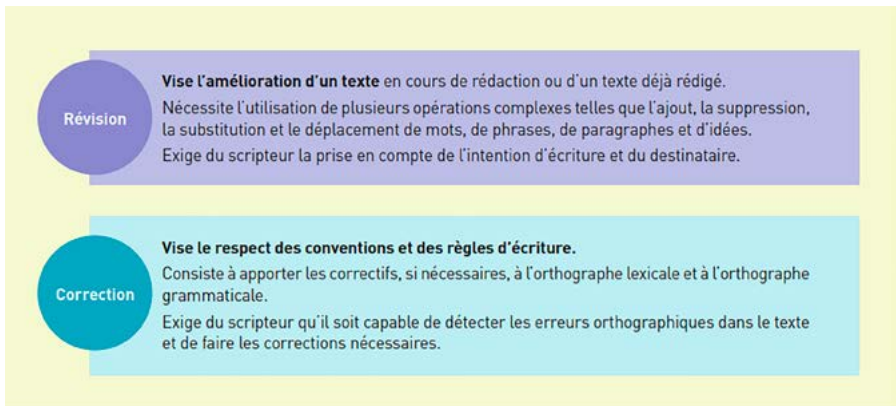 Révision
Vise l'amélioration d'un texte en cours de rédaction ou d'un texte déjà rédigé.
Nécessite l'utilisation de plusieurs opérations complexes telles que l'ajout, la suppression,
la substitution et le déplacement de mots, de phrases, de paragraphes et d'idées.
Exige du scripteur la prise en compte de l'intention d'écriture et du destinataire.
Correction
Vise le respect des conventions et des règles d'écriture.
Consiste à apporter les correctifs, si nécessaires, à l'orthographe lexicale et à l'orthographe
grammaticale.
Exige du scripteur qu'il soit capable de détecter les erreurs orthographiques dans le texte
et de faire les corrections nécessaires.